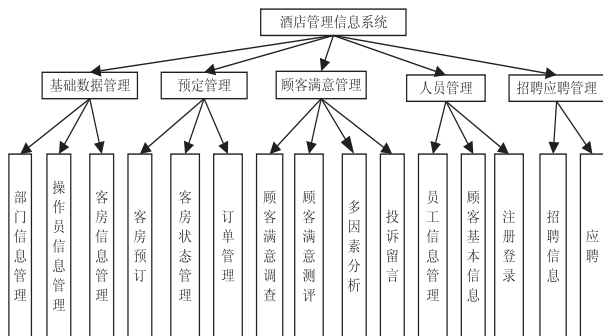 酒店管理信息系统
基础数据管理
预定管理
顾客满意管理
人员管理
招聘应聘管理
部门信息管理
操作员信息管理
客房信息管理
客房预订
客房状态管理
订单管理
顾客满意调查
顾客满意测评
多因素分析
投诉留言
员工信息管理
顾客基本信息
注册登录
招聘信息
应聘